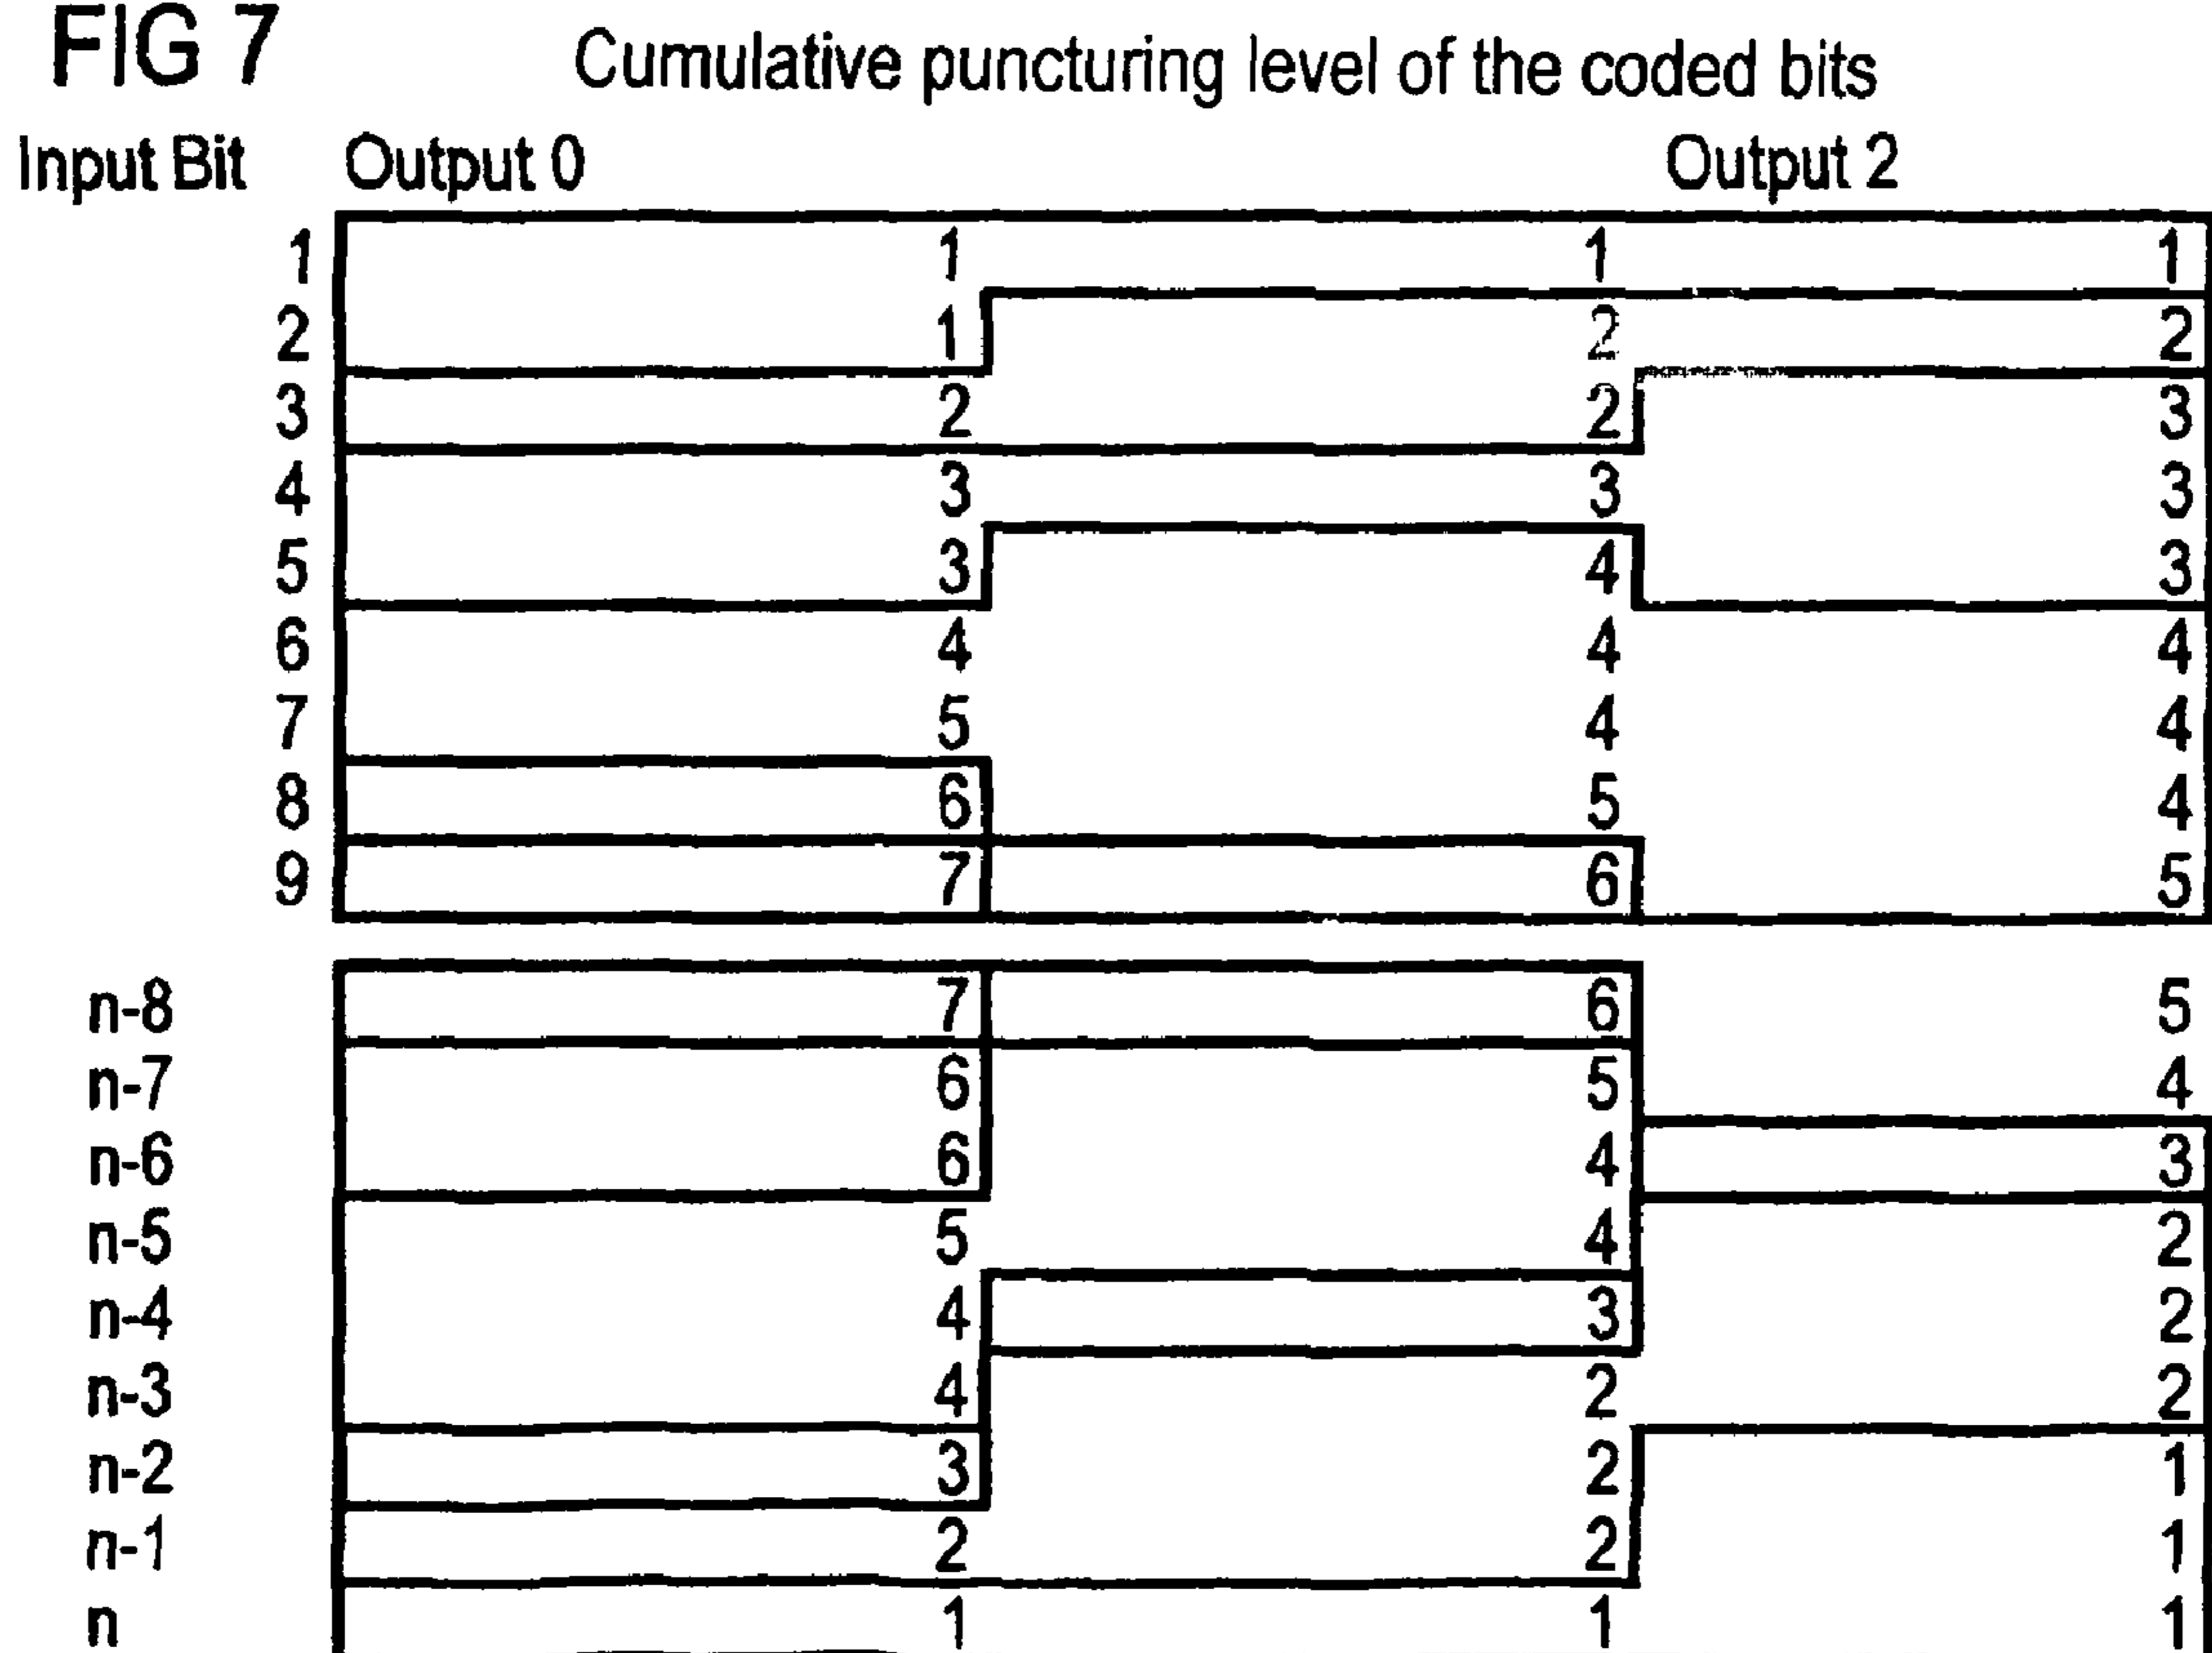 FIG 7 Cumulative puncturing level of the coded bits
Input Bit Output 0 Output 2
1 1 1 1
2 1 2 2
3 2 2 3
4 3 3 3
5 3 4 3
6 4 4 4
7 5 4 4
8 6 5 4
9 7 6 5
n-8 7 6 5
n-7 6 5 4
n-6 6 4 3
n-5 5 4 2
n-4 4 3 2
n-3 4 2 2
n-2 3 2 1
n-1 2 2 1
n 1 1 1